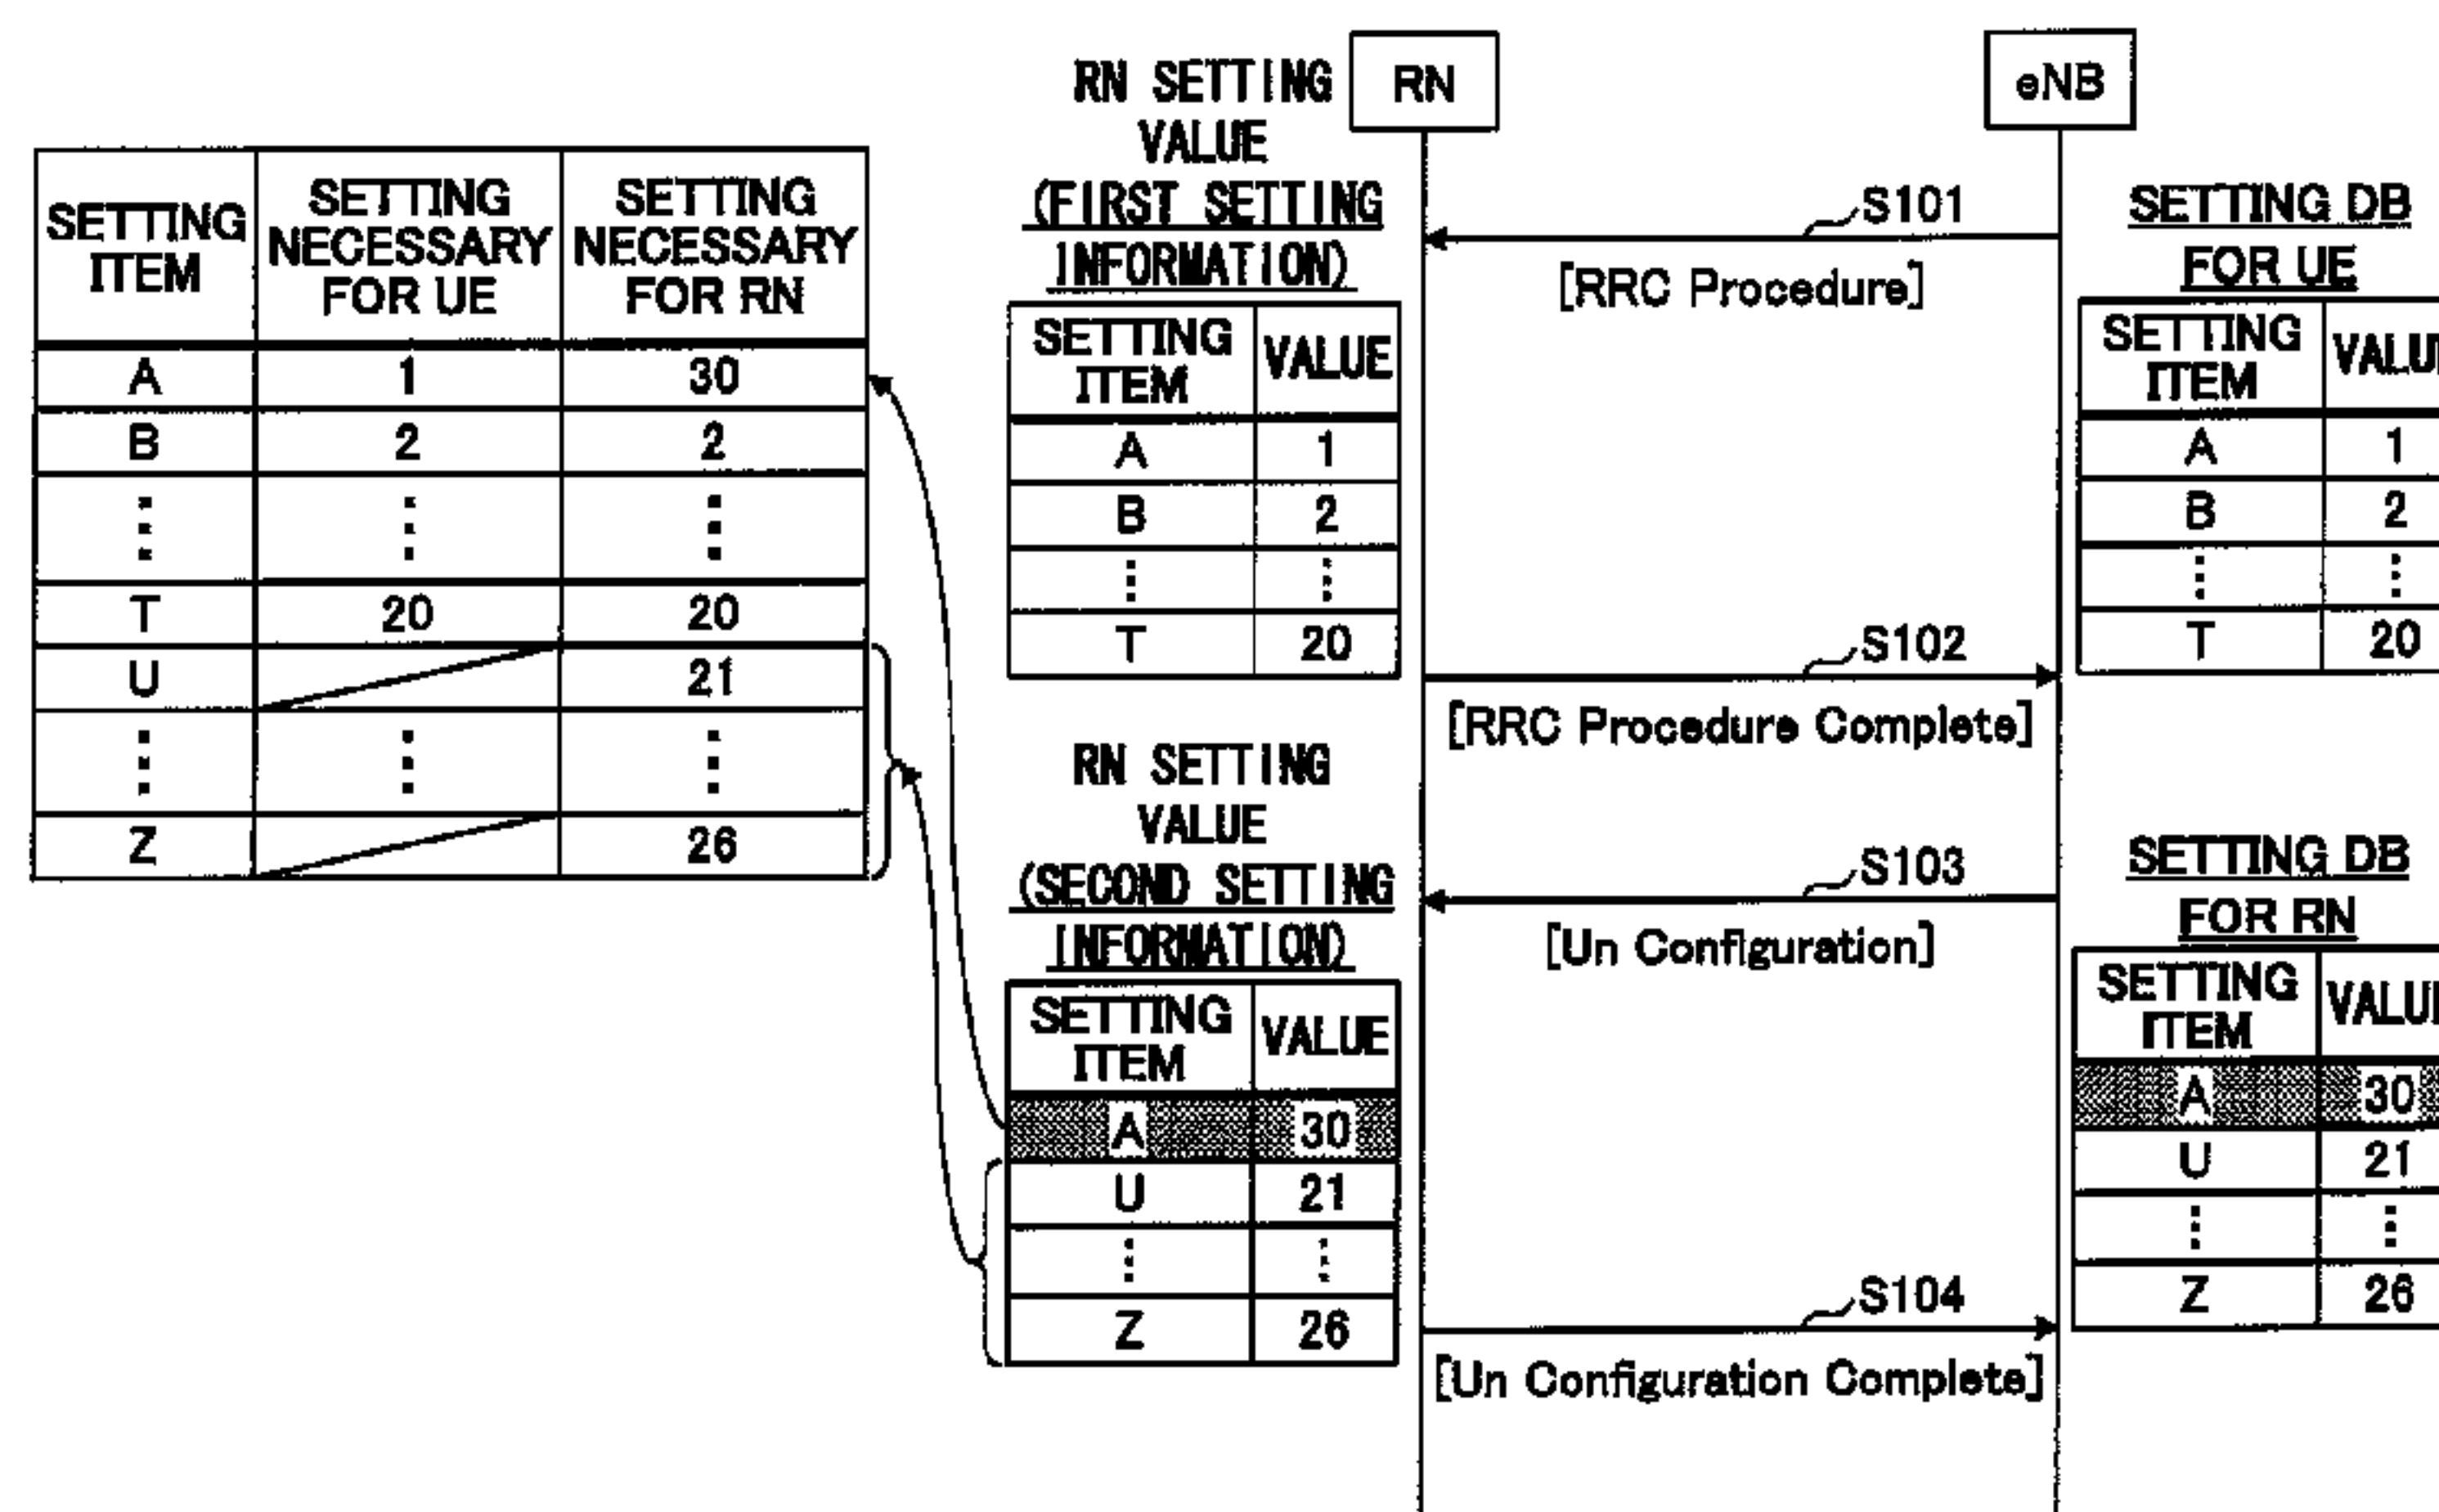 SETTING ITEM
SETTING NECESSARY FOR UE
SETTING NECESSARY FOR RN
A 1 30
B 2 2
⋮ ⋮ ⋮
T 20 20
U 21
⋮ ⋮ ⋮
Z 26
RN SETTING
VALUE
(FIRST SETTING
INFORMATION)
SETTING ITEM VALUE
A 1
B 2
⋮ ⋮
T 20
RN SETTING
VALUE
(SECOND SETTING
INFORMATION)
SETTING ITEM VALUE
A 30
U 21
⋮ ⋮
Z 26
RN
eNB
S101
[RRC Procedure]
S102
[RRC Procedure Complete]
S103
[Un Configuration]
S104
[Un Configuration Complete]
SETTING DB
FOR UE
SETTING ITEM VALU
A 1
B 2
⋮ ⋮
T 20
SETTING DB
FOR RN
SETTING ITEM VALU
A 30
U 21
⋮ ⋮
Z 26